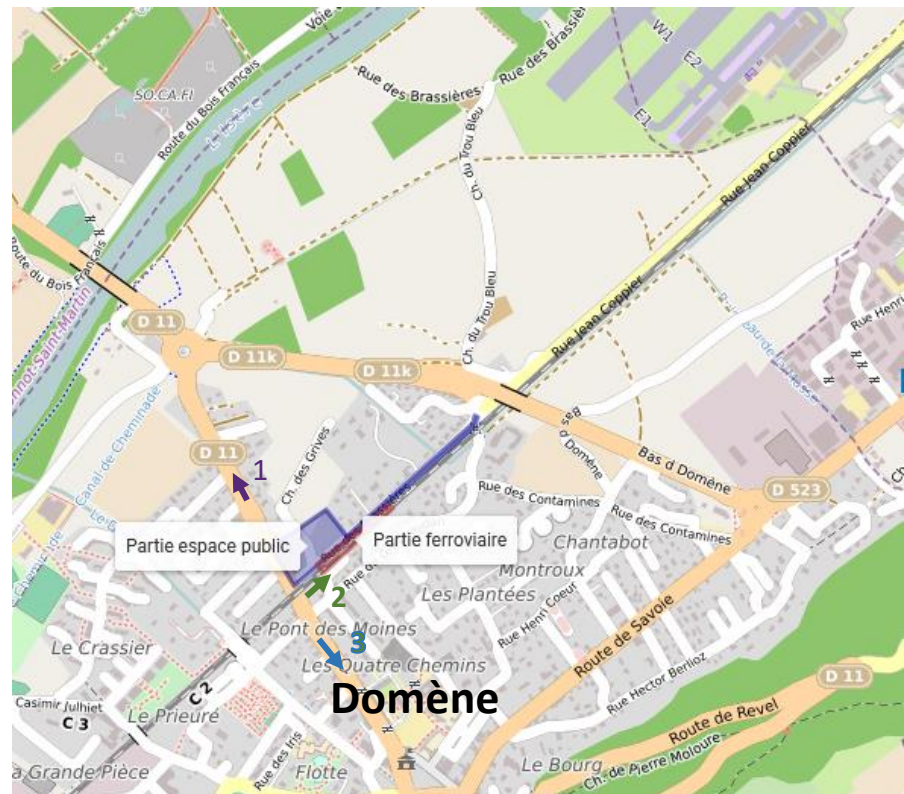 Voie
SO.CA.FI
Route du Bois Français
L'Isère
Rue des Brassières
Rue des Brassières
W1
E2
E1
Ch. du Trou Bleu
Rue Jean Coppier
Rue Jean Coppier
Route du Bois Français
D 11
Ch. du Trou Bleu
Rue Henri
D 11k
D 11k
Canal de Cheminade
D 11
1
Ch. des Grives
Bas d Domène
Bas d Domène
D 523
Rue des Contamines
Rue des Contamines
Partie espace public
Partie ferroviaire
Chantabot
Montroux
Les Plantées
2
Rue Henri Coeur
Le Pont des Moines
3
Les Quatre Chemins
Route de Savoie
Le Crassier
Domène
Rue Hector Berlioz
D 11
Casimir Julhiet
C 3
C 2
Le Prieuré
Route de Revel
Rue des Iris
Flotte
a Grande Pièce
Le Bourg
Ch. de Pierre Moloure